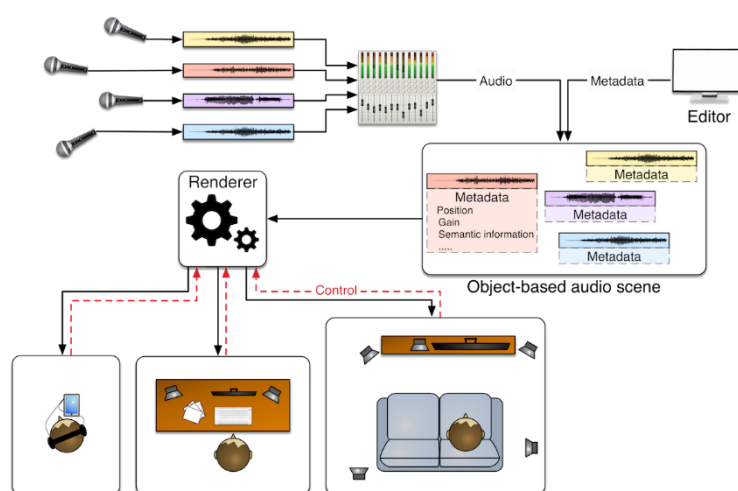 Audio
Metadata
Editor
Renderer
Metadata
Position
Gain
Semantic information
.....
Metadata
Metadata
Metadata
Object-based audio scene
Control